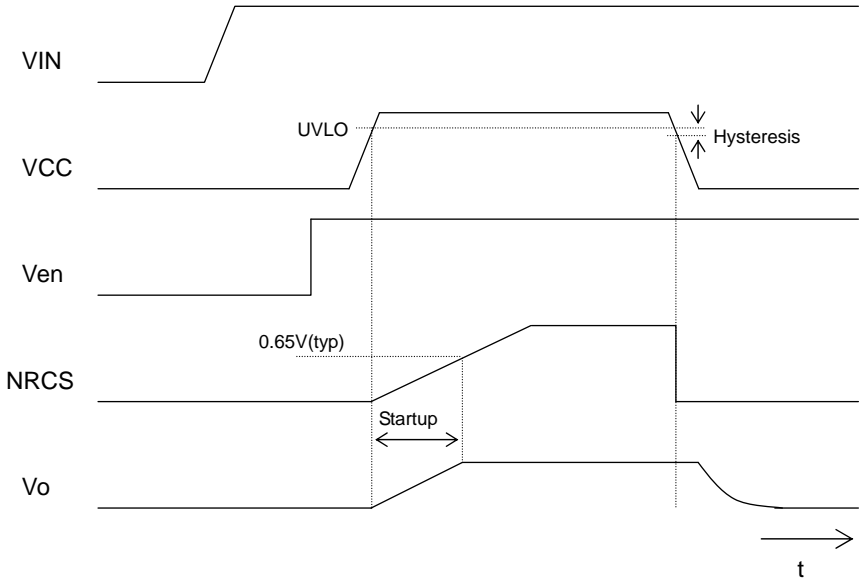 VIN
UVLO
Hysteresis
VCC
Ven
0.65V(typ)
NRCS
Startup
Vo
t